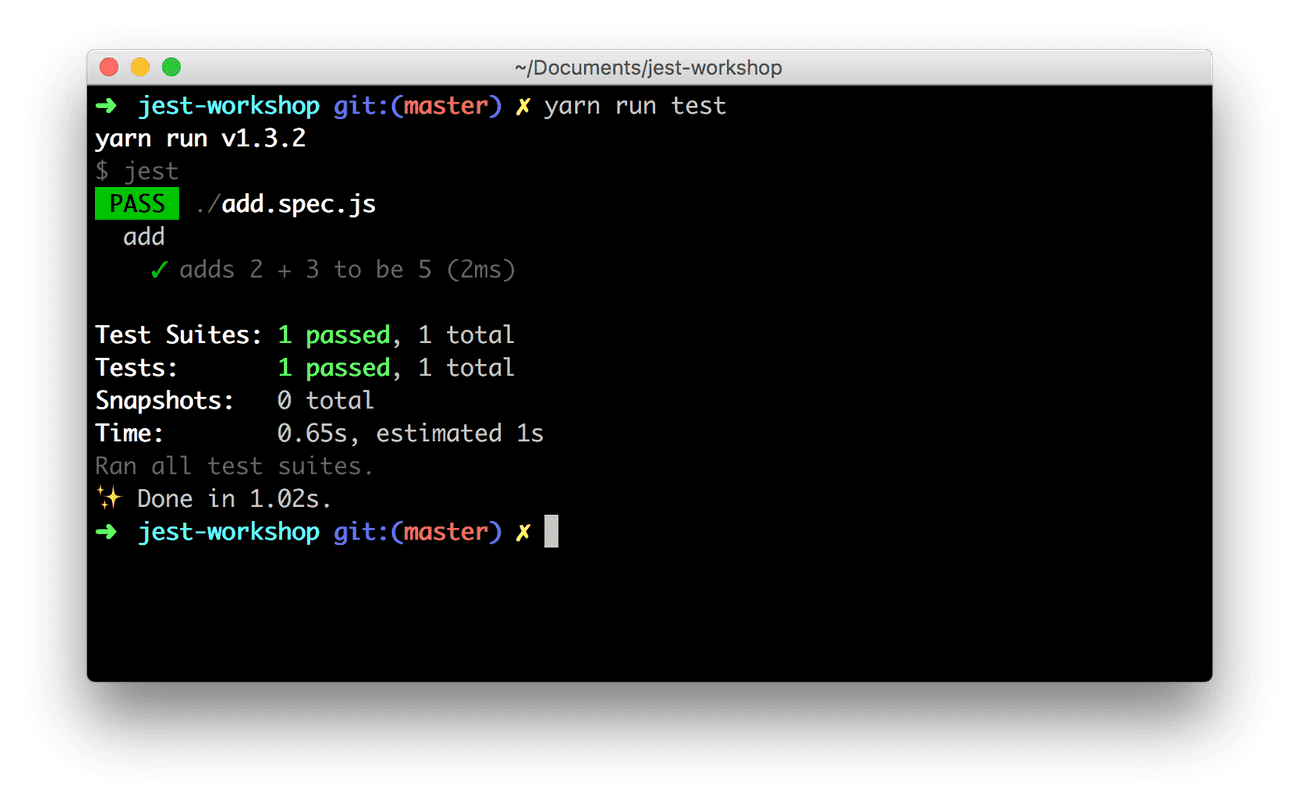 ~/Documents/jest-workshop
➜ jest-workshop git:(master) ✗ yarn run test
yarn run v1.3.2
$ jest
PASS ./add.spec.js
add
✓ adds 2 + 3 to be 5 (2ms)
Test Suites: 1 passed, 1 total
Tests: 1 passed, 1 total
Snapshots: 0 total
Time: 0.65s, estimated 1s
Ran all test suites.
✨ Done in 1.02s.
➜ jest-workshop git:(master) ✗